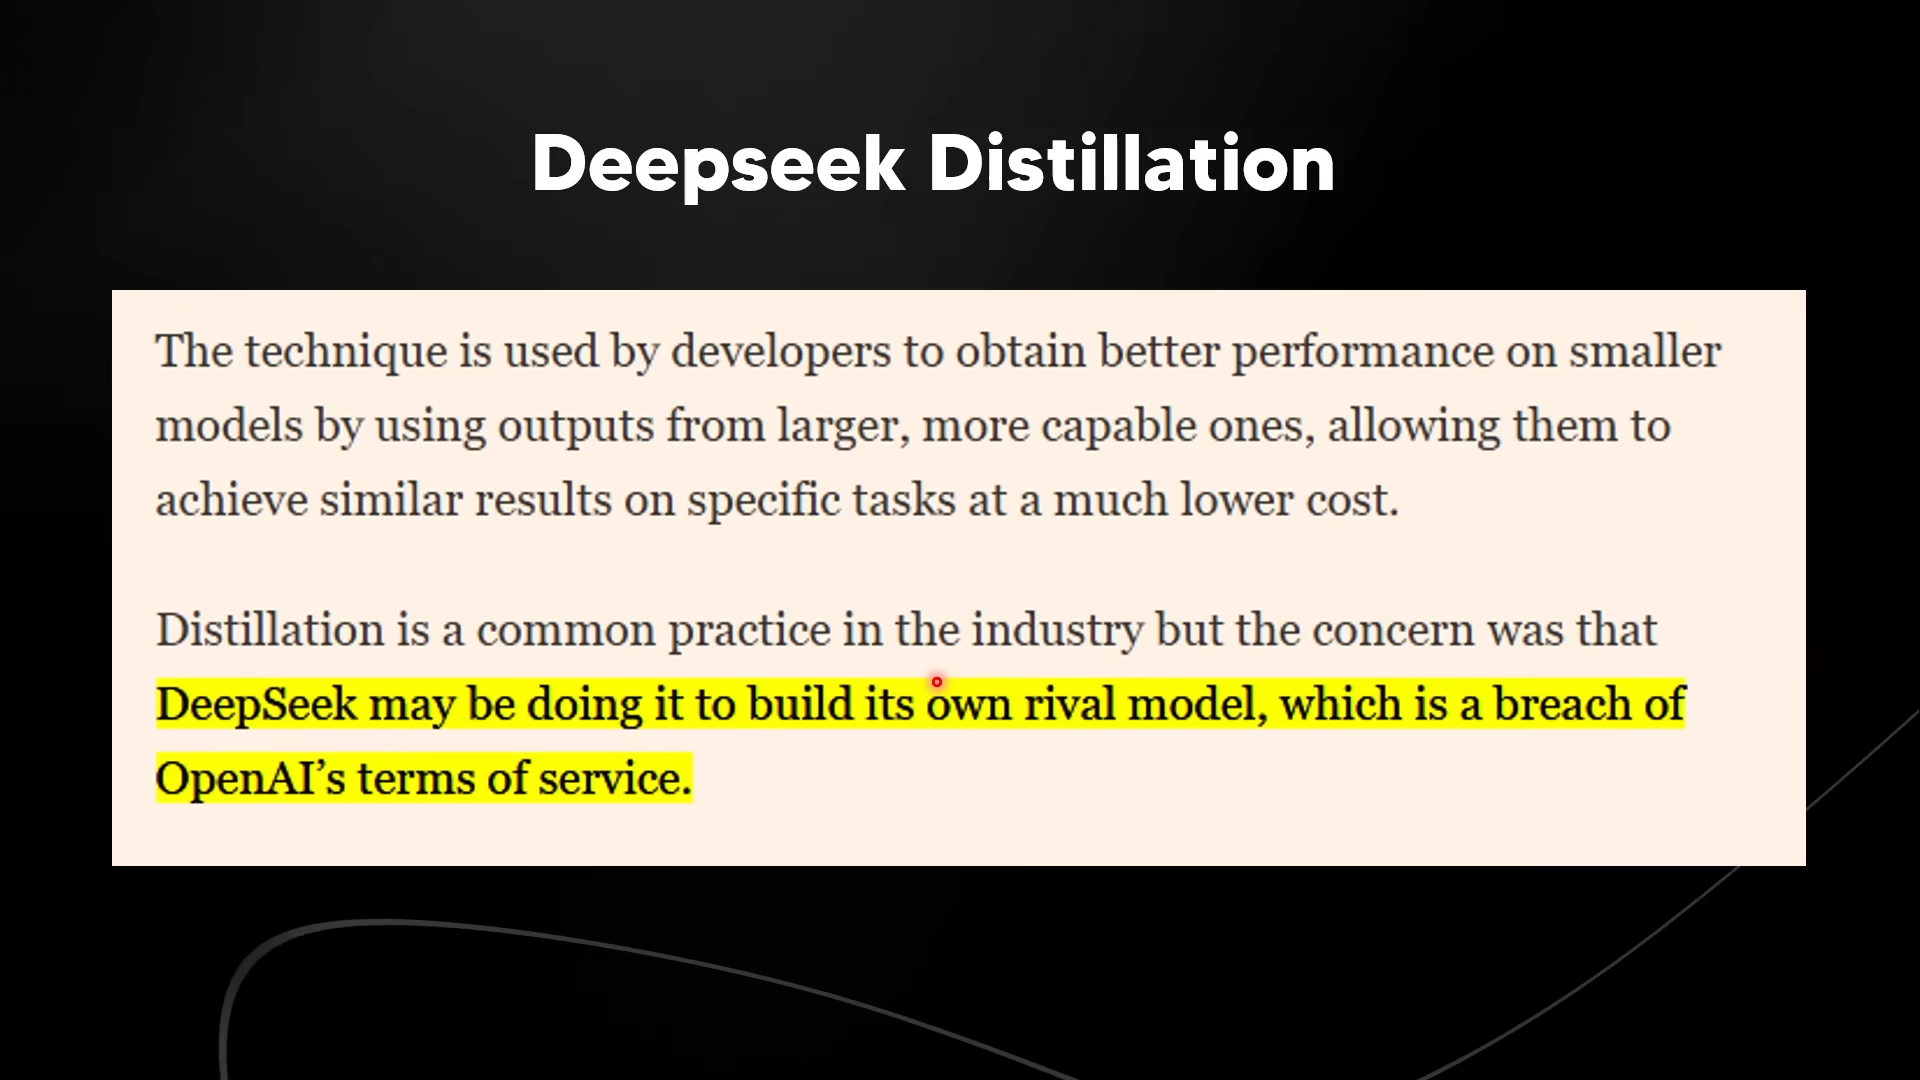 Deepseek Distillation
The technique is used by developers to obtain better performance on smaller
models by using outputs from larger, more capable ones, allowing them to
achieve similar results on specific tasks at a much lower cost.
Distillation is a common practice in the industry but the concern was that
DeepSeek may be doing it to build its own rival model, which is a breach of
OpenAI’s terms of service.